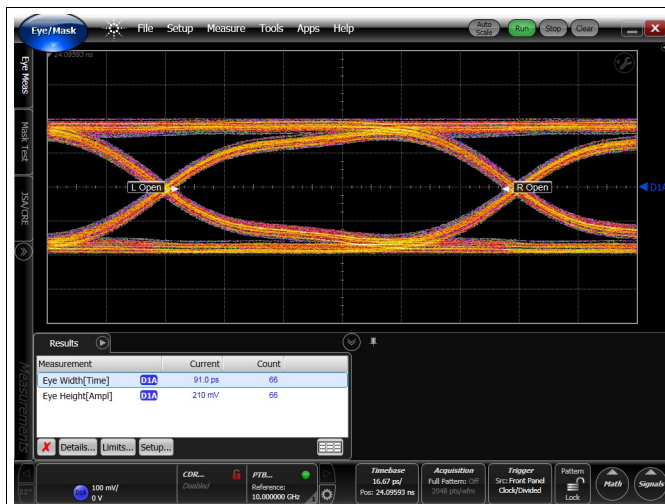 Eye/Mask File Setup Measure Tools Apps Help Auto Scale Run Stop Clear
24.09593 ns
Eye Meas
Mask Test
JSA/CRE
L Open R Open D1A
Results
Measurements
Measurement Current Count
Eye Width[Time] D1A 91.0 ps 66
Eye Height[Ampl] D1A 210 mV 66
Details... Limits... Setup...
CDR... PTB... Timebase Acquisition Trigger Pattern
Disabled Reference: 16.67 ps/ Full Pattern: Off Src: Front Panel
D1A 100 mV/ 10.000000 GHz Pos: 24.09593 ns 2048 pts/wfm Clock/Divided Math Signals
0 V Lock